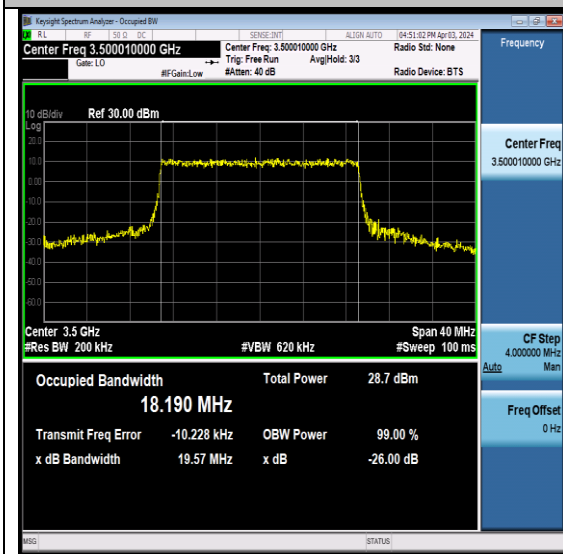 Keysight Spectrum Analyzer - Occupied BW
RL RF 50 Ω DC SENSE:INT ALIGN AUTO 04:51:02 PM Apr 03, 2024
Center Freq 3.500010000 GHz
Center Freq: 3.500010000 GHz
Radio Std: None
Gate: LO
Trig: Free Run Avg|Hold: 3/3
#IFGain:Low
#Atten: 40 dB
Radio Device: BTS
10 dB/div Ref 30.00 dBm
Log
20.0
10.0
0.00
-10.0
-20.0
-30.0
-40.0
-50.0
-60.0
Center 3.5 GHz
Span 40 MHz
#Res BW 200 kHz
#VBW 620 kHz
#Sweep 100 ms
Occupied Bandwidth
18.190 MHz
Total Power 28.7 dBm
Transmit Freq Error -10.228 kHz
OBW Power 99.00 %
x dB Bandwidth 19.57 MHz
x dB -26.00 dB
MSG
STATUS
Frequency
Center Freq
3.500010000 GHz
CF Step
4.000000 MHz
Auto Man
Freq Offset
0 Hz